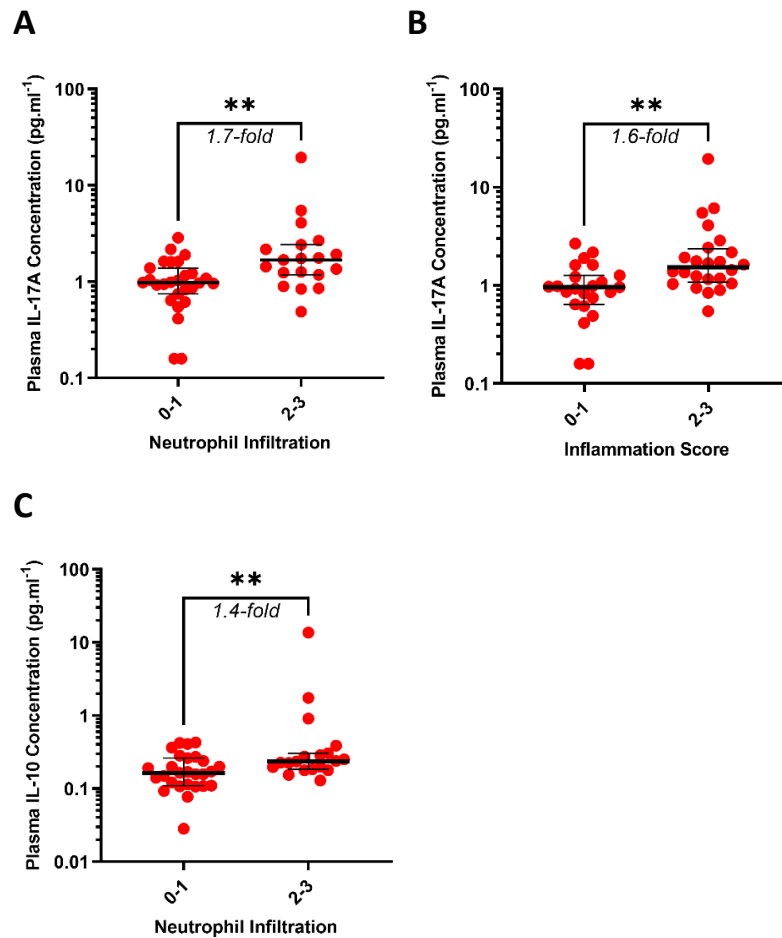 A
Plasma IL-17A Concentration (pg.ml⁻¹)
100
10
1
0.1
**
1.7-fold
0-1
2-3
Neutrophil Infiltration
B
Plasma IL-17A Concentration (pg.ml⁻¹)
100
10
1
0.1
**
1.6-fold
0-1
2-3
Inflammation Score
C
Plasma IL-10 Concentration (pg.ml⁻¹)
100
10
1
0.1
0.01
**
1.4-fold
0-1
2-3
Neutrophil Infiltration